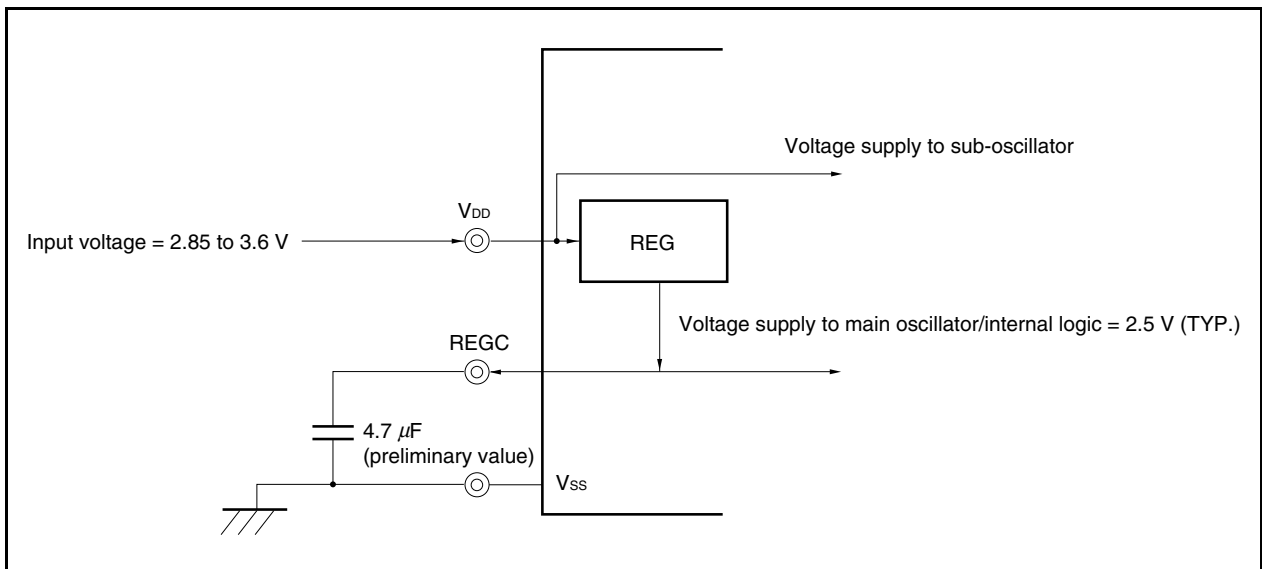 Voltage supply to sub-oscillator
VDD
Input voltage = 2.85 to 3.6 V
REG
Voltage supply to main oscillator/internal logic = 2.5 V (TYP.)
REGC
4.7 μF
(preliminary value)
VSS